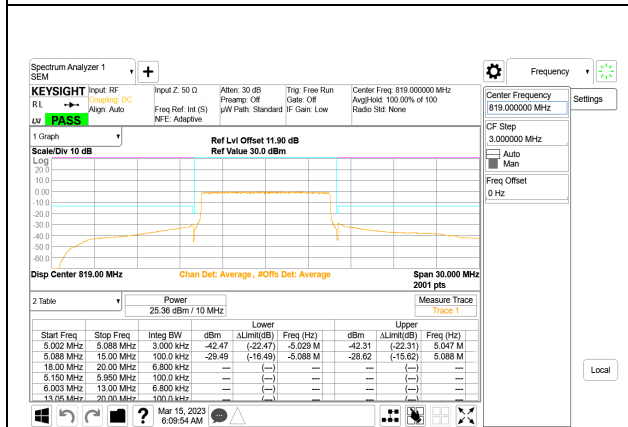 Spectrum Analyzer 1
SEM
Frequency
KEYSIGHT
R L
LXI
PASS
Input: RF
Coupling: DC
Align: Auto
Input Z: 50 Ω
Freq Ref: Int (S)
NFE: Adaptive
Atten: 30 dB
Preamp: Off
µW Path: Standard
Trig: Free Run
Gate: Off
IF Gain: Low
Center Freq: 819.000000 MHz
Avg|Hold: 100.00% of 100
Radio Std: None
Center Frequency
819.000000 MHz
Settings
CF Step
3.000000 MHz
Auto
Man
Freq Offset
0 Hz
1 Graph
Scale/Div 10 dB
Ref Lvl Offset 11.90 dB
Ref Value 30.0 dBm
Log
20.0
10.0
0.00
-10.0
-20.0
-30.0
-40.0
-50.0
-60.0
Disp Center 819.00 MHz
Chan Det: Average, #Offs Det: Average
Span 30.000 MHz
2001 pts
2 Table
Power
25.36 dBm / 10 MHz
Measure Trace
Trace 1
Lower Upper
Start Freq Stop Freq Integ BW dBm ΔLimit(dB) Freq (Hz) dBm ΔLimit(dB) Freq (Hz)
5.002 MHz 5.088 MHz 3.000 kHz -42.47 (-22.47) -5.029 M -42.31 (-22.31) 5.047 M
5.088 MHz 15.00 MHz 100.0 kHz -29.49 (-16.49) -5.088 M -28.62 (-15.62) 5.088 M
18.00 MHz 20.00 MHz 6.800 kHz --- (---) --- (---)
5.150 MHz 5.950 MHz 100.0 kHz --- (---) --- (---)
6.003 MHz 13.00 MHz 6.800 kHz --- (---) --- (---)
13.05 MHz 20.00 MHz 100.0 kHz --- (---) --- (---)
Local
?
Mar 15, 2023
6:09:54 AM